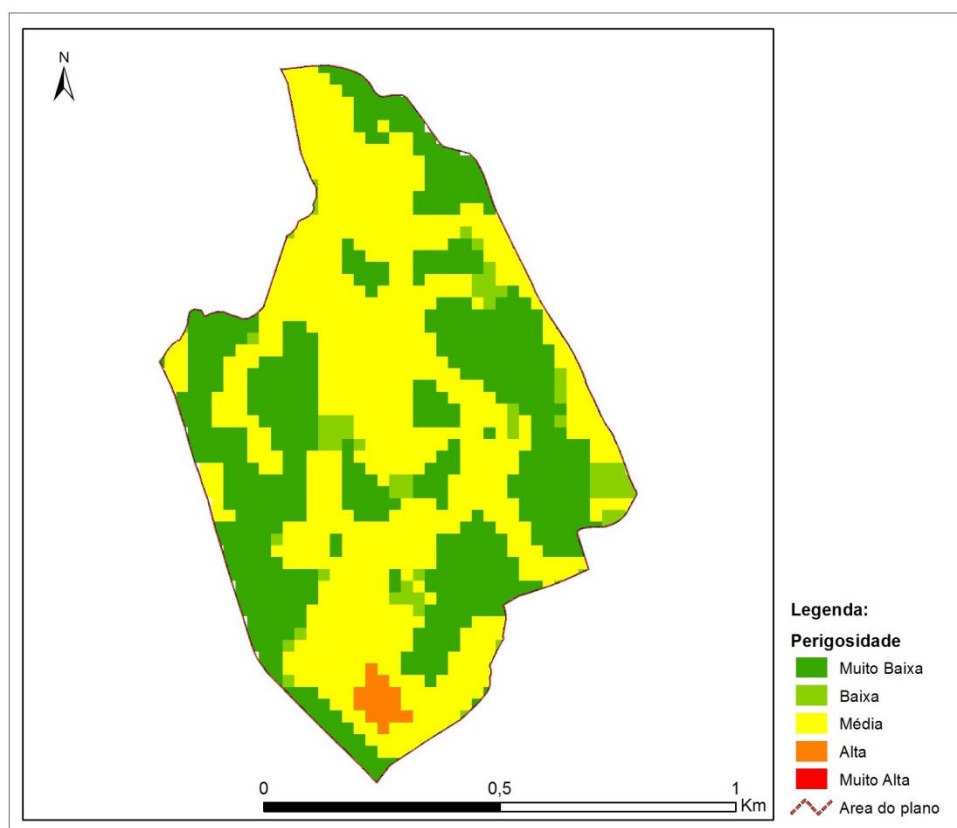 N
Legenda:
Perigosidade
Muito Baixa
Baixa
Média
Alta
Muito Alta
Area do plano
0 0,5 1
Km